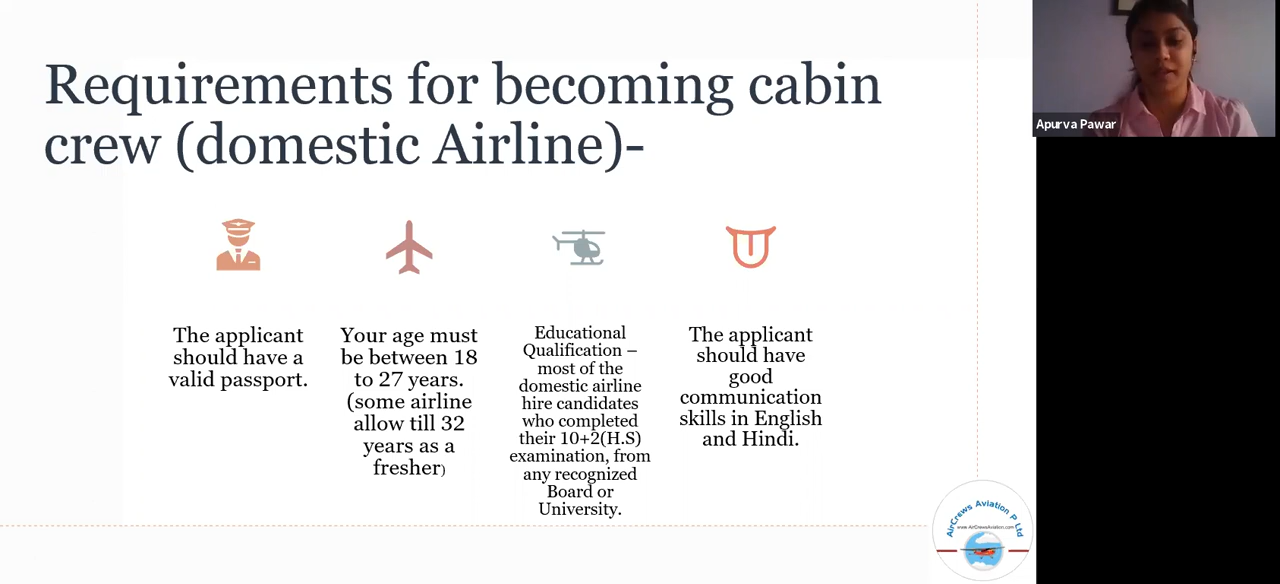 Requirements for becoming cabin
crew (domestic Airline)-
The applicant
should have a
valid passport.
Your age must
be between 18
to 27 years.
(some airline
allow till 32
years as a
fresher)
Educational
Qualification –
most of the
domestic airline
hire candidates
who completed
their 10+2(H.S)
examination, from
any recognized
Board or
University.
The applicant
should have
good
communication
skills in English
and Hindi.
Apurva Pawar
AirCrews Aviation P Ltd
www.AirCrewsAviation.com